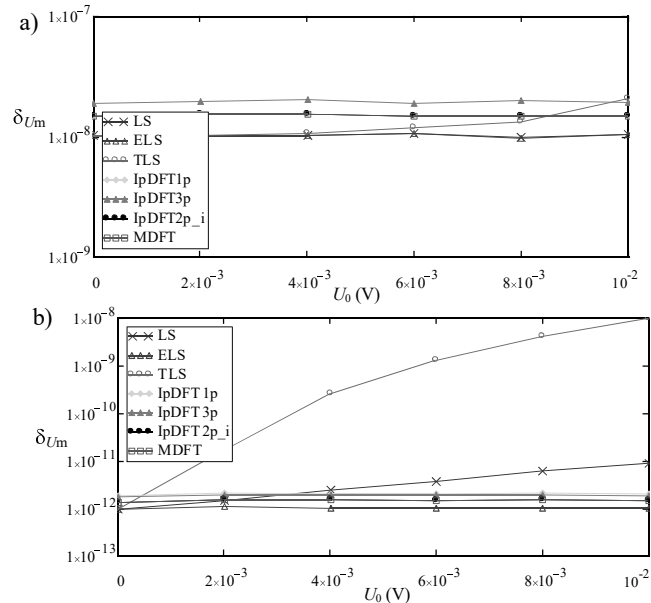 a)
1×10⁻⁷
δUm
1×10⁻⁸
1×10⁻⁹
LS
ELS
TLS
IpDFT1p
IpDFT3p
IpDFT2p_i
MDFT
0 2×10⁻³ 4×10⁻³ 6×10⁻³ 8×10⁻³ 10⁻²
U₀ (V)
b)
1×10⁻⁸
1×10⁻⁹
1×10⁻¹⁰
δUm
1×10⁻¹¹
1×10⁻¹²
1×10⁻¹³
LS
ELS
TLS
IpDFT 1p
IpDFT 3p
IpDFT 2p_i
MDFT
0 2×10⁻³ 4×10⁻³ 6×10⁻³ 8×10⁻³ 10⁻²
U₀ (V)